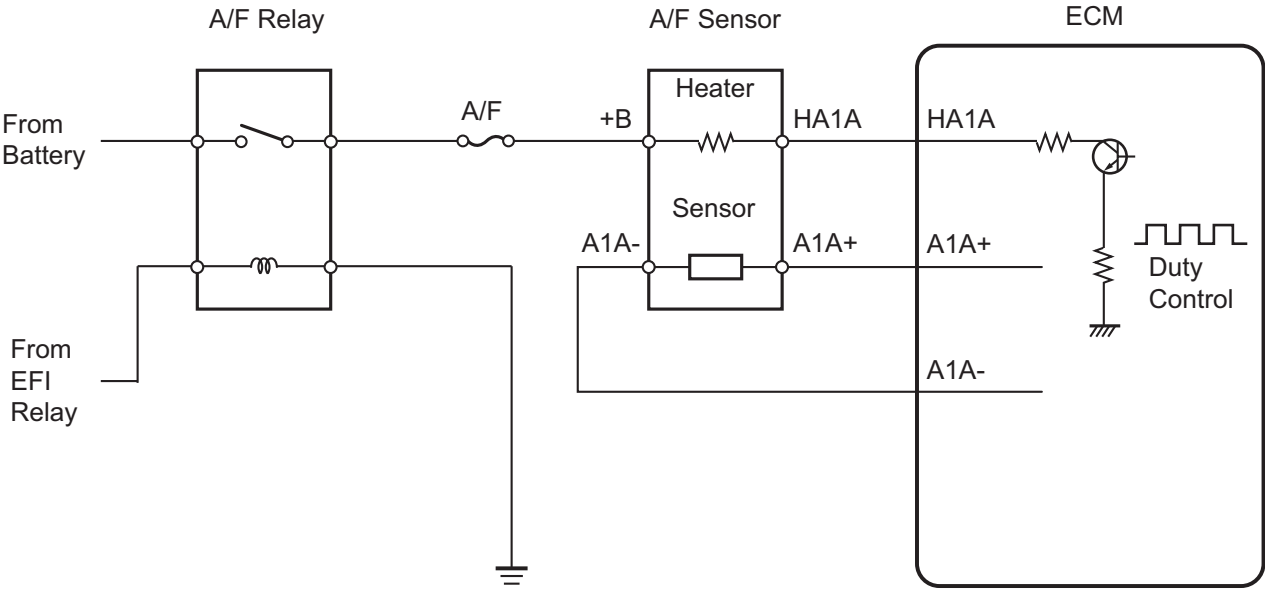 A/F Relay
A/F Sensor
ECM
From
Battery
A/F
+B
Heater
HA1A
HA1A
Sensor
A1A-
A1A+
A1A+
Duty
Control
From
EFI
Relay
A1A-